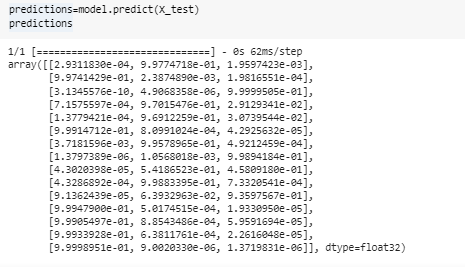 predictions=model.predict(X_test)
predictions
1/1 [==============================] - 0s 62ms/step
array([[2.9311830e-04, 9.9774718e-01, 1.9597423e-03],
[9.9741429e-01, 2.3874890e-03, 1.9816551e-04],
[3.1345576e-10, 4.9068358e-06, 9.9999505e-01],
[7.1575597e-04, 9.7015476e-01, 2.9129341e-02],
[1.3779421e-04, 9.6912259e-01, 3.0739544e-02],
[9.9914712e-01, 8.0991024e-04, 4.2925632e-05],
[3.7181596e-03, 9.9578965e-01, 4.9212459e-04],
[1.3797389e-06, 1.0568018e-03, 9.9894184e-01],
[4.3020398e-05, 5.4186523e-01, 4.5809180e-01],
[4.3286892e-04, 9.9883395e-01, 7.3320541e-04],
[9.1362439e-05, 6.3932963e-02, 9.3597567e-01],
[9.9947900e-01, 5.0174515e-04, 1.9330950e-05],
[9.9905497e-01, 8.8543486e-04, 5.9591694e-05],
[9.9933928e-01, 6.3811761e-04, 2.2616048e-05],
[9.9998951e-01, 9.0020330e-06, 1.3719831e-06]], dtype=float32)